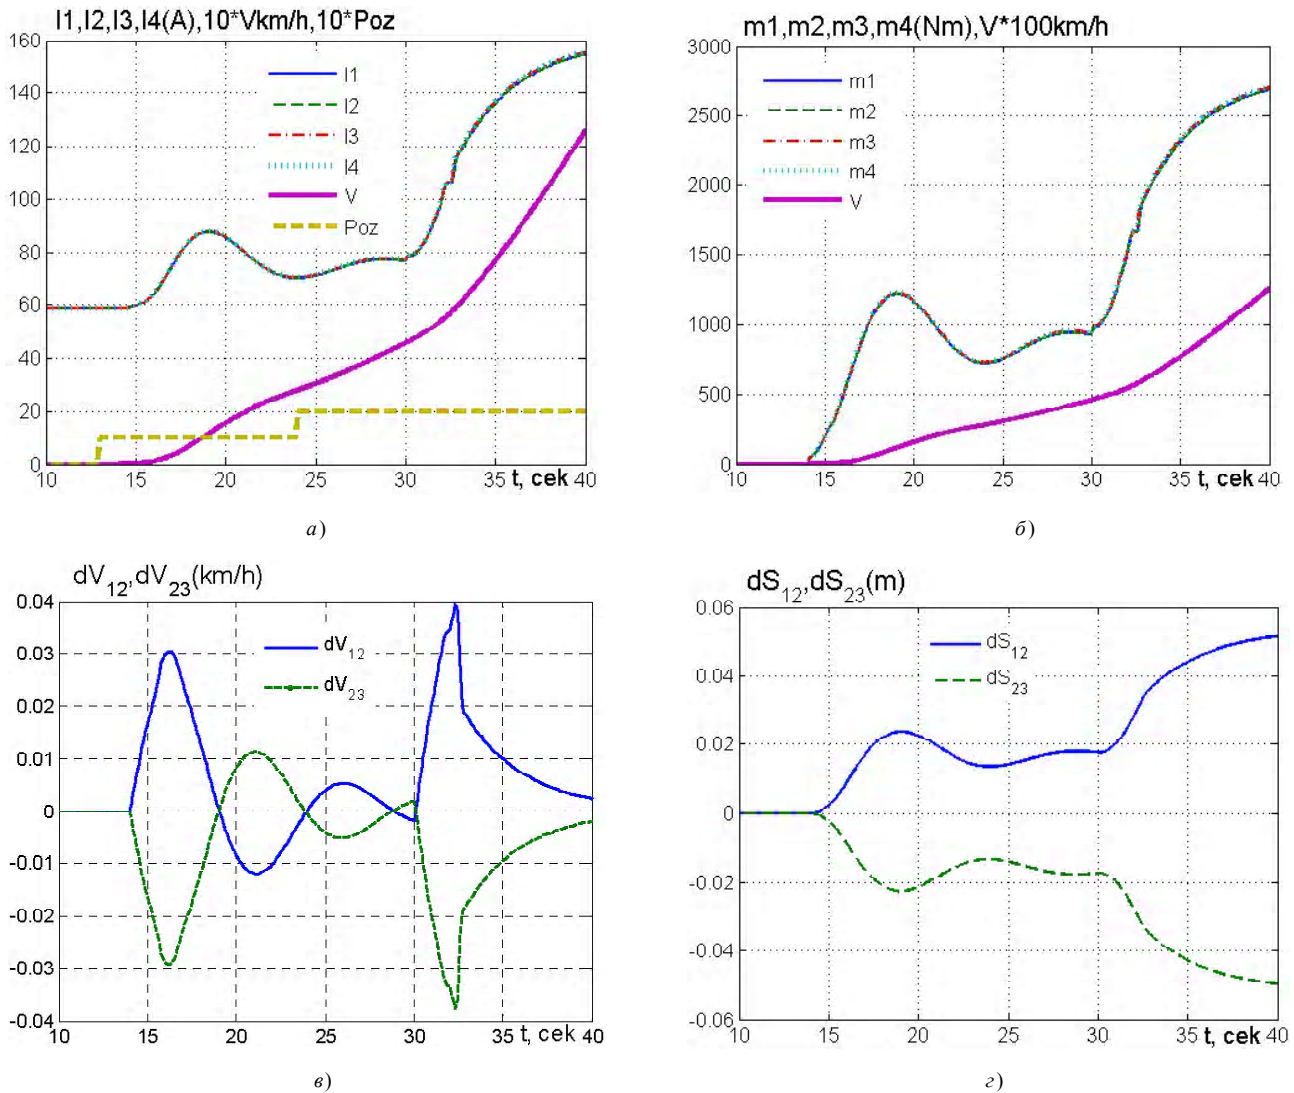 I1,I2,I3,I4(A),10*Vkm/h,10*Poz
160
140
120
100
80
60
40
20
0
I1
I2
I3
I4
V
Poz
10 15 20 25 30 35 t, сек 40
а)
m1,m2,m3,m4(Nm),V*100km/h
3000
2500
2000
1500
1000
500
0
m1
m2
m3
m4
V
10 15 20 25 30 35 t, сек 40
б)
dV12,dV23(km/h)
0.04
0.03
0.02
0.01
0
-0.01
-0.02
-0.03
-0.04
dV12
dV23
10 15 20 25 30 35 t, сек 40
в)
dS12,dS23(m)
0.06
0.04
0.02
0
-0.02
-0.04
-0.06
dS12
dS23
10 15 20 25 30 35 t, сек 40
г)